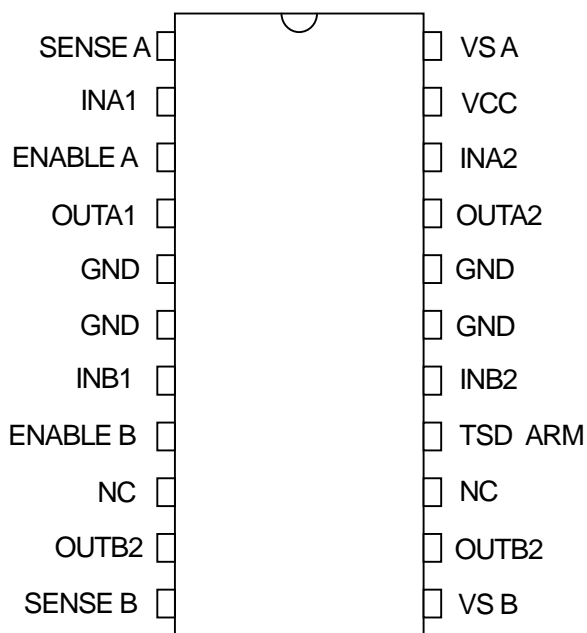 SENSE A VS A
INA1 VCC
ENABLE A INA2
OUTA1 OUTA2
GND GND
GND GND
INB1 INB2
ENABLE B TSD ARM
NC NC
OUTB2 OUTB2
SENSE B VS B